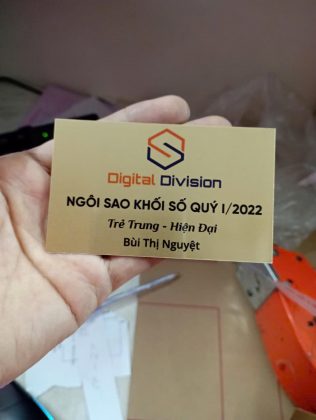 Digital Division
NGÔI SAO KHỐI SỐ QUÝ I/2022
Trẻ Trung - Hiện Đại
Bùi Thị Nguyệt